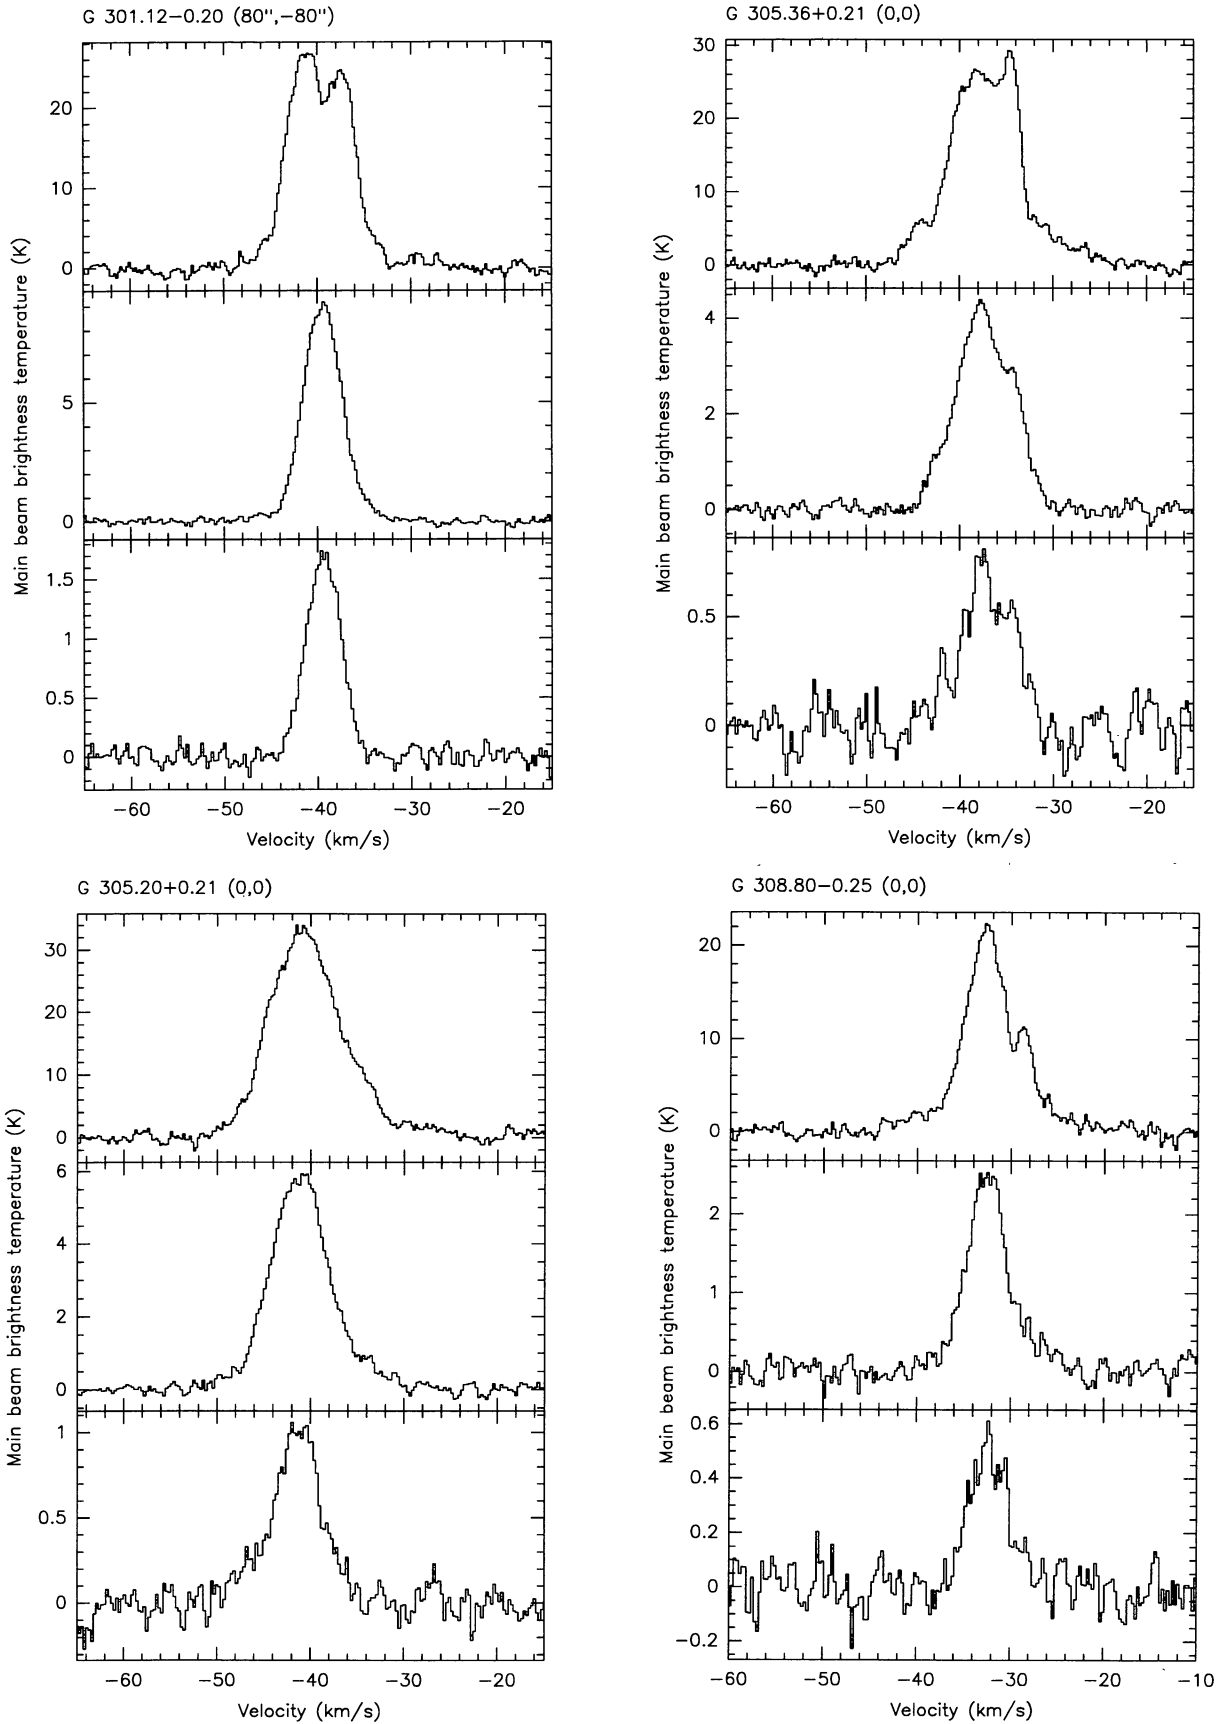 G 301.12−0.20 (80",−80")
20
10
0
5
0
1.5
1
0.5
0
−60 −50 −40 −30 −20
Velocity (km/s)
Main beam brightness temperature (K)
G 305.36+0.21 (0,0)
30
20
10
0
4
2
0
0.5
0
−60 −50 −40 −30 −20
Velocity (km/s)
Main beam brightness temperature (K)
G 305.20+0.21 (0,0)
30
20
10
0
6
4
2
0
1
0.5
0
−60 −50 −40 −30 −20
Velocity (km/s)
Main beam brightness temperature (K)
G 308.80−0.25 (0,0)
20
10
0
2
1
0
0.6
0.4
0.2
0
−0.2
−60 −50 −40 −30 −20 −10
Velocity (km/s)
Main beam brightness temperature (K)